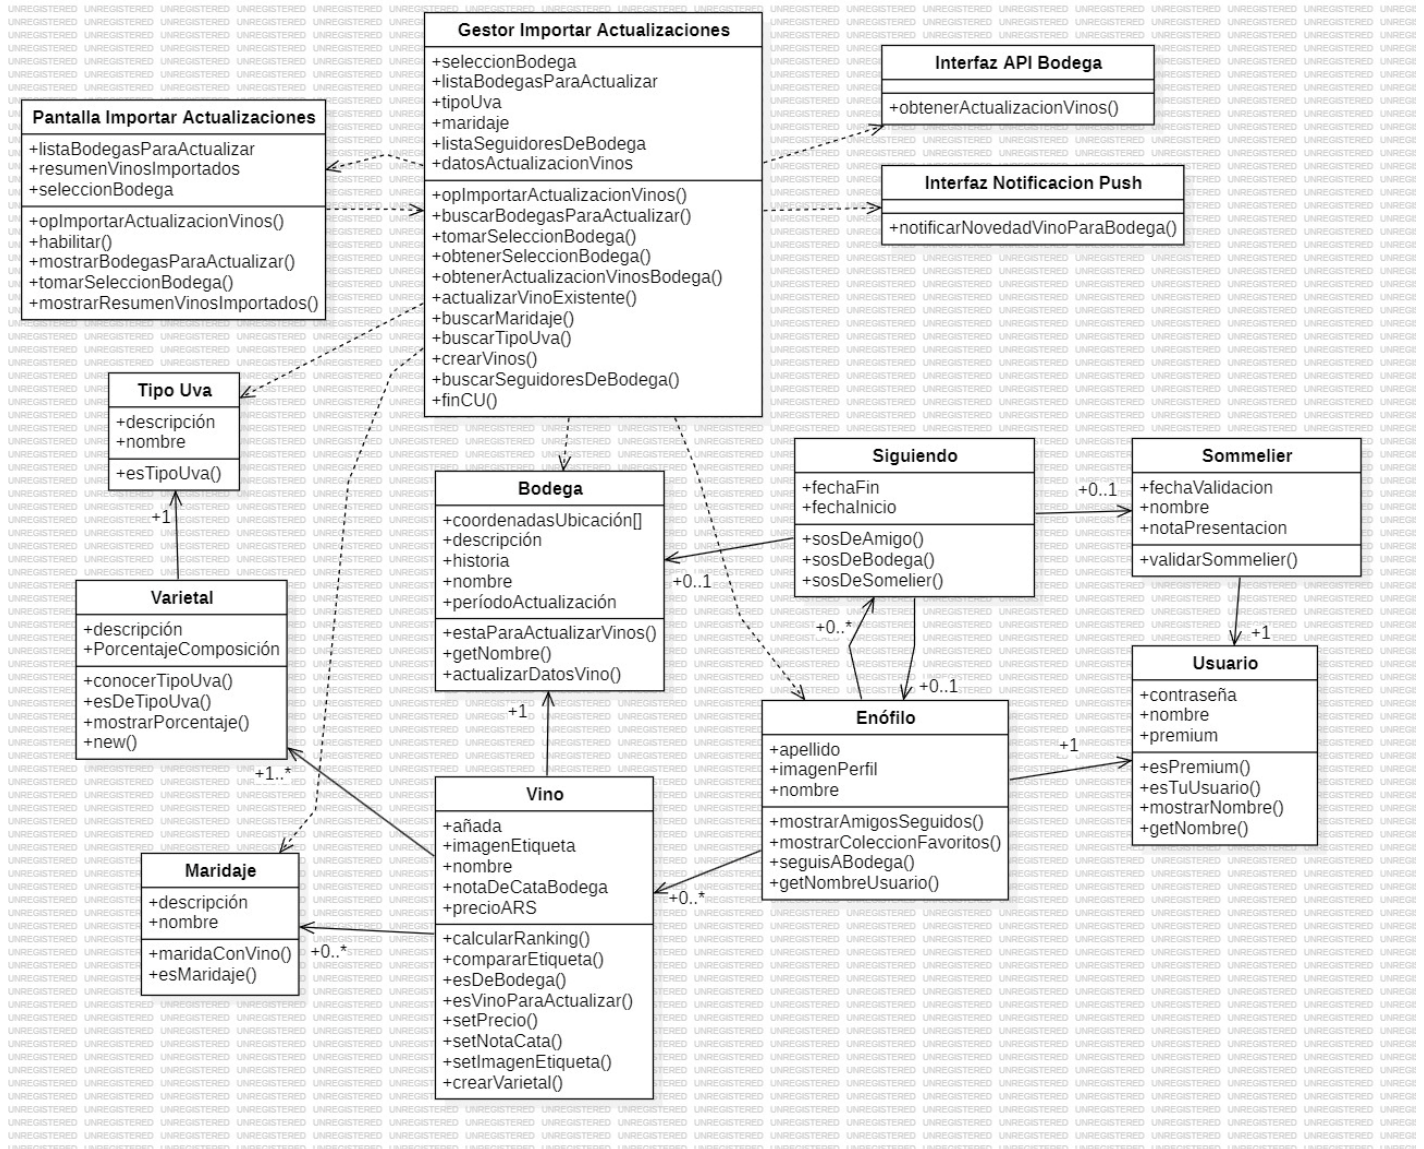 Gestor Importar Actualizaciones
+seleccionBodega
+listaBodegasParaActualizar
+tipoUva
+maridaje
+listaSeguidoresDeBodega
+datosActualizacionVinos
+opImportarActualizacionVinos()
+buscarBodegasParaActualizar()
+tomarSeleccionBodega()
+obtenerSeleccionBodega()
+obtenerActualizacionVinosBodega()
+actualizarVinoExistente()
+buscarMaridaje()
+buscarTipoUva()
+crearVinos()
+buscarSeguidoresDeBodega()
+finCU()
Interfaz API Bodega
+obtenerActualizacionVinos()
Pantalla Importar Actualizaciones
+listaBodegasParaActualizar
+resumenVinosImportados
+seleccionBodega
+opImportarActualizacionVinos()
+habilitar()
+mostrarBodegasParaActualizar()
+tomarSeleccionBodega()
+mostrarResumenVinosImportados()
Interfaz Notificacion Push
+notificarNovedadVinoParaBodega()
Tipo Uva
+descripción
+nombre
+esTipoUva()
+1
Bodega
+coordenadasUbicación[]
+descripción
+historia
+nombre
+períodoActualización
+estaParaActualizarVinos()
+getNombre()
+actualizarDatosVino()
+1
Siguiendo
+fechaFin
+fechaInicio
+sosDeAmigo()
+sosDeBodega()
+sosDeSomelier()
+0..1
+0..1
+0..*
+0..1
Sommelier
+fechaValidacion
+nombre
+notaPresentacion
+validarSommelier()
+1
Varietal
+descripción
+PorcentajeComposición
+conocerTipoUva()
+esDeTipoUva()
+mostrarPorcentaje()
+new()
+1..*
Usuario
+contraseña
+nombre
+premium
+esPremium()
+esTuUsuario()
+mostrarNombre()
+getNombre()
Enófilo
+apellido
+imagenPerfil
+nombre
+mostrarAmigosSeguidos()
+mostrarColeccionFavoritos()
+seguisABodega()
+getNombreUsuario()
+1
+0..*
Vino
+añada
+imagenEtiqueta
+nombre
+notaDeCataBodega
+precioARS
+calcularRanking()
+compararEtiqueta()
+esDeBodega()
+esVinoParaActualizar()
+setPrecio()
+setNotaCata()
+setImagenEtiqueta()
+crearVarietal()
Maridaje
+descripción
+nombre
+maridaConVino()
+esMaridaje()
+0..*
UNREGISTERED